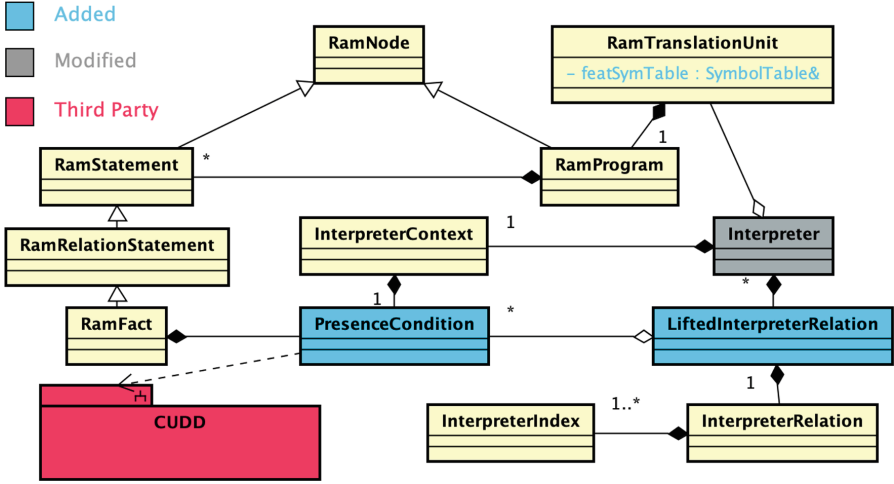 Added
Modified
Third Party
RamNode
RamTranslationUnit
- featSymTable : SymbolTable&
RamStatement
*
1
RamProgram
RamRelationStatement
InterpreterContext
1
Interpreter
RamFact
1
PresenceCondition
*
*
LiftedInterpreterRelation
CUDD
1
InterpreterIndex
1..*
InterpreterRelation